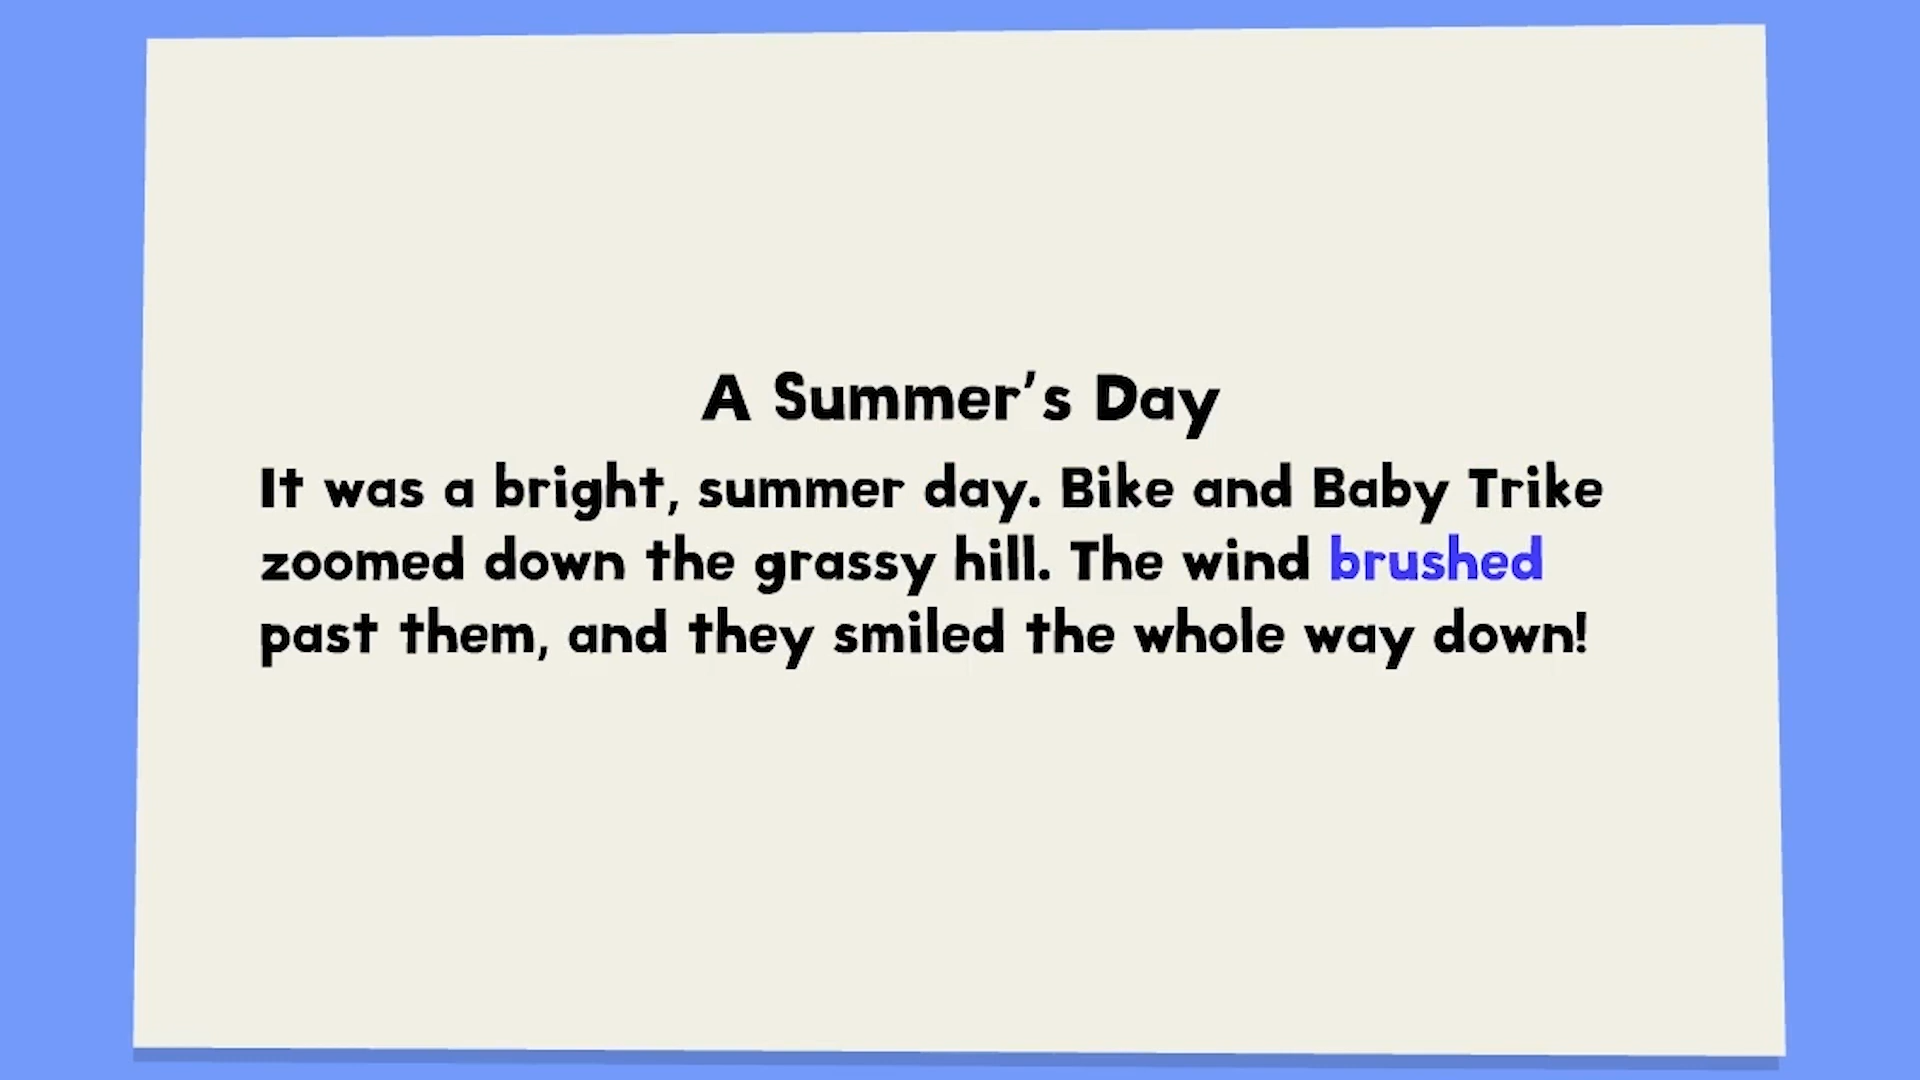 A Summer's Day
It was a bright, summer day. Bike and Baby Trike
zoomed down the grassy hill. The wind brushed
past them, and they smiled the whole way down!